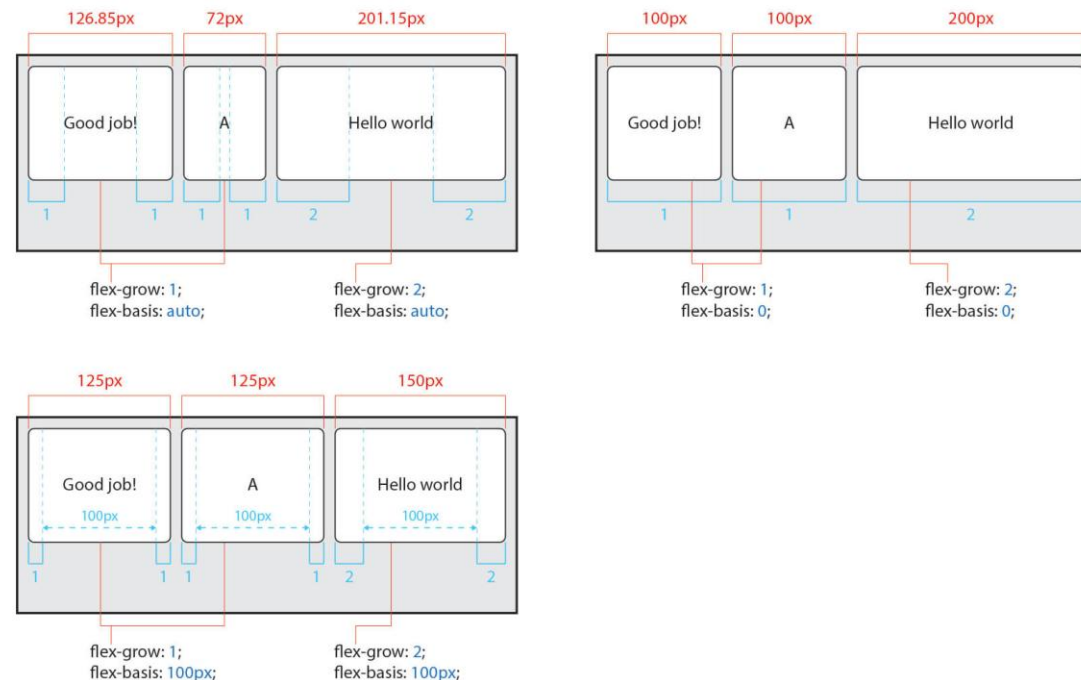 126.85px 72px 201.15px
Good job! A Hello world
1 1 1 1 2 2
flex-grow: 1; flex-grow: 2;
flex-basis: auto; flex-basis: auto;
100px 100px 200px
Good job! A Hello world
1 1 2
flex-grow: 1; flex-grow: 2;
flex-basis: 0; flex-basis: 0;
125px 125px 150px
Good job! A Hello world
100px 100px 100px
1 1 1 1 2 2
flex-grow: 1; flex-grow: 2;
flex-basis: 100px; flex-basis: 100px;